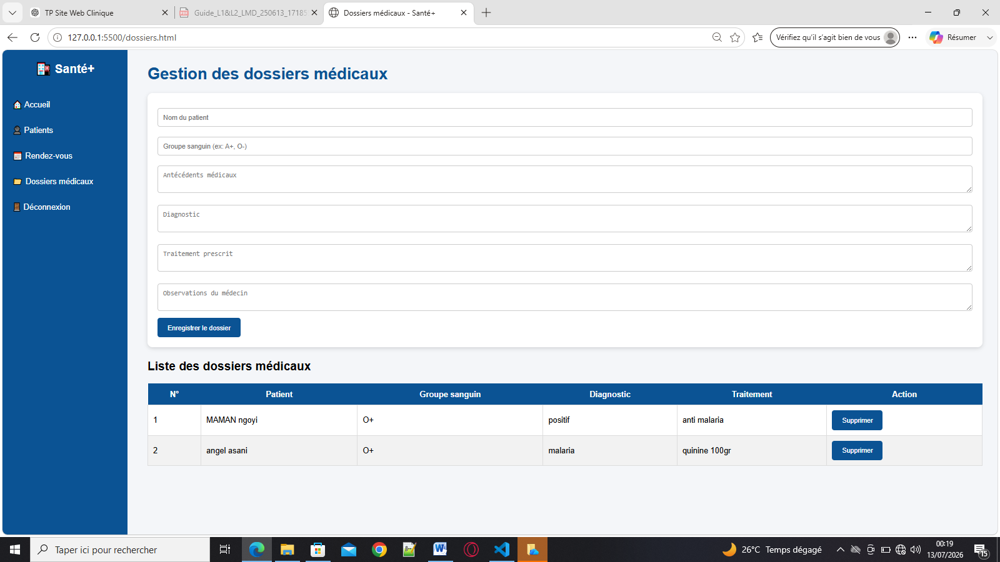 TP Site Web Clinique
Guide_L1&L2_LMD_250613_17185
Dossiers médicaux - Santé+
127.0.0.1:5500/dossiers.html
Vérifiez qu'il s'agit bien de vous
Résumer
Santé+
Accueil
Patients
Rendez-vous
Dossiers médicaux
Déconnexion
Gestion des dossiers médicaux
Nom du patient
Groupe sanguin (ex: A+, O-)
Antécédents médicaux
Diagnostic
Traitement prescrit
Observations du médecin
Enregistrer le dossier
Liste des dossiers médicaux
N° Patient Groupe sanguin Diagnostic Traitement Action
1 MAMAN ngoyi O+ positif anti malaria Supprimer
2 angel asani O+ malaria quinine 100gr Supprimer
Taper ici pour rechercher
26°C Temps dégagé
00:19
13/07/2026
15